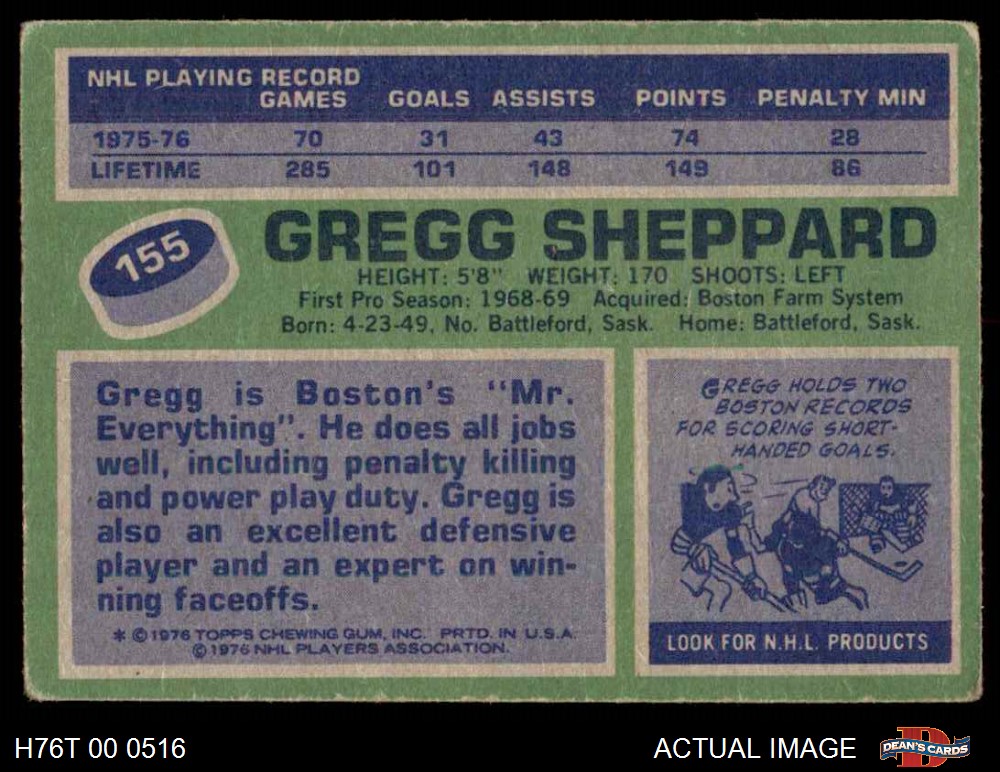 NHL PLAYING RECORD
GAMES GOALS ASSISTS POINTS PENALTY MIN
1975-76 70 31 43 74 28
LIFETIME 285 101 148 149 86
155
GREGG SHEPPARD
HEIGHT: 5'8" WEIGHT: 170 SHOOTS: LEFT
First Pro Season: 1968-69 Acquired: Boston Farm System
Born: 4-23-49, No. Battleford, Sask. Home: Battleford, Sask.
Gregg is Boston's "Mr.
Everything". He does all jobs
well, including penalty killing
and power play duty. Gregg is
also an excellent defensive
player and an expert on win-
ning faceoffs.
* © 1976 TOPPS CHEWING GUM, INC. PRTD. IN U.S.A.
© 1976 NHL PLAYERS ASSOCIATION.
GREGG HOLDS TWO
BOSTON RECORDS
FOR SCORING SHORT-
HANDED GOALS.
LOOK FOR N.H.L. PRODUCTS
H76T 00 0516
ACTUAL IMAGE
DEAN'S CARDS